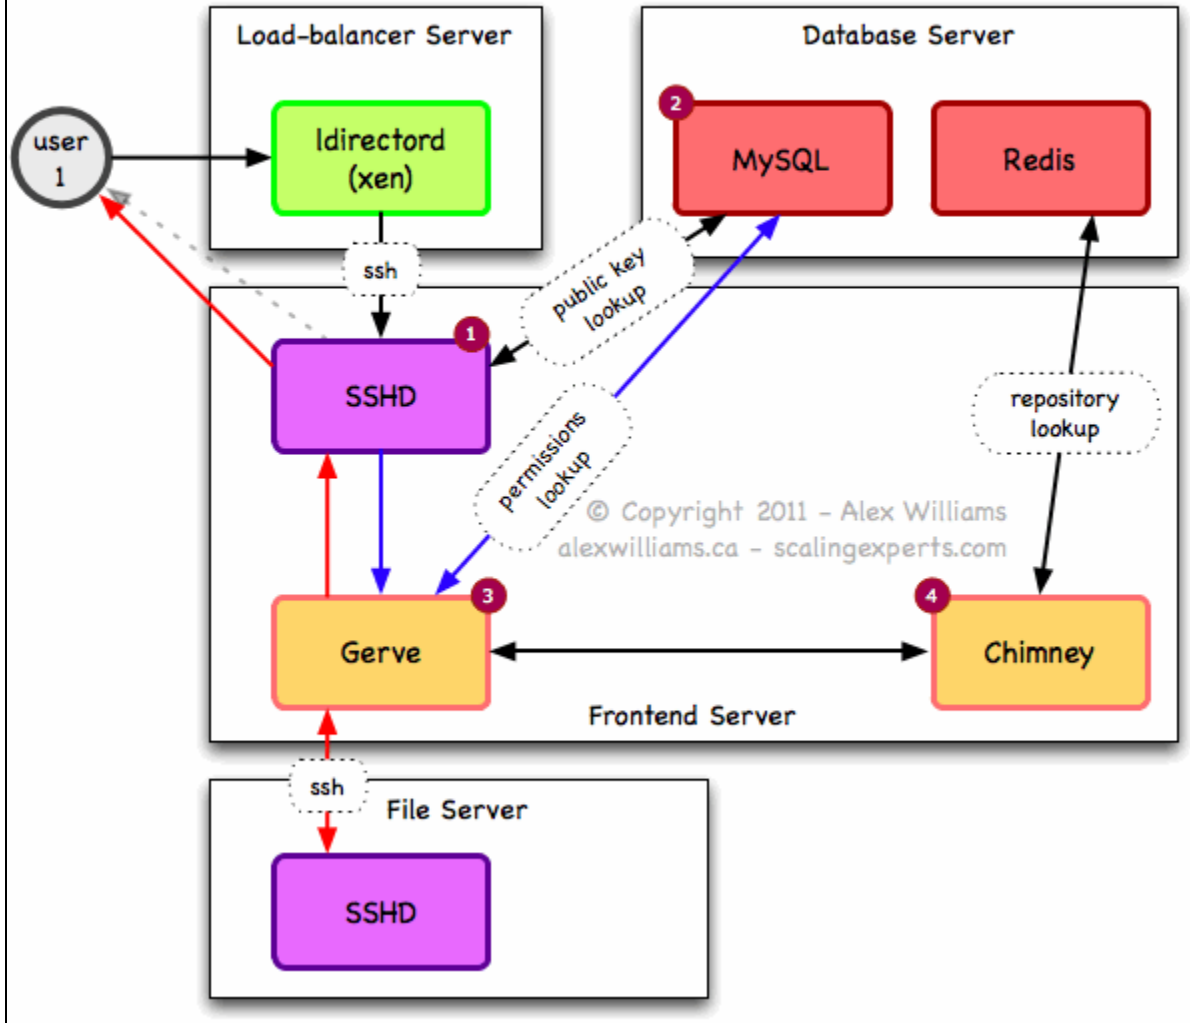 Load-balancer Server
Database Server
user
1
ldirectord
(xen)
2
MySQL
Redis
ssh
public key
lookup
1
SSHD
permissions
lookup
repository
lookup
© Copyright 2011 - Alex Williams
alexwilliams.ca - scalingexperts.com
3
Gerve
4
Chimney
Frontend Server
ssh
File Server
SSHD